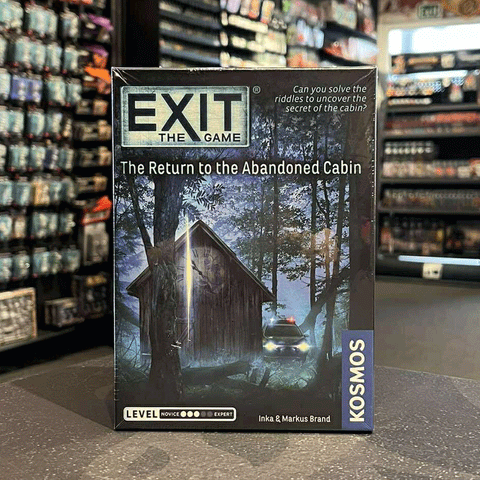 EXIT®
THE GAME
Can you solve the
riddles to uncover the
secret of the cabin?
The Return to the Abandoned Cabin
LEVEL NOVICE EXPERT
Inka & Markus Brand
KOSMOS
EXIT